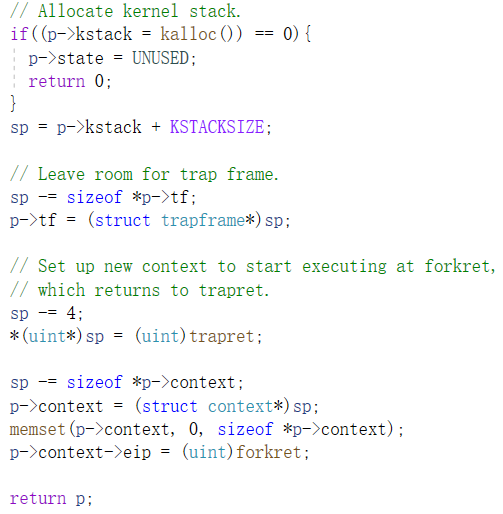 // Allocate kernel stack.
if((p->kstack = kalloc()) == 0){
  p->state = UNUSED;
  return 0;
}
sp = p->kstack + KSTACKSIZE;

// Leave room for trap frame.
sp -= sizeof *p->tf;
p->tf = (struct trapframe*)sp;

// Set up new context to start executing at forkret,
// which returns to trapret.
sp -= 4;
*(uint*)sp = (uint)trapret;

sp -= sizeof *p->context;
p->context = (struct context*)sp;
memset(p->context, 0, sizeof *p->context);
p->context->eip = (uint)forkret;

return p;